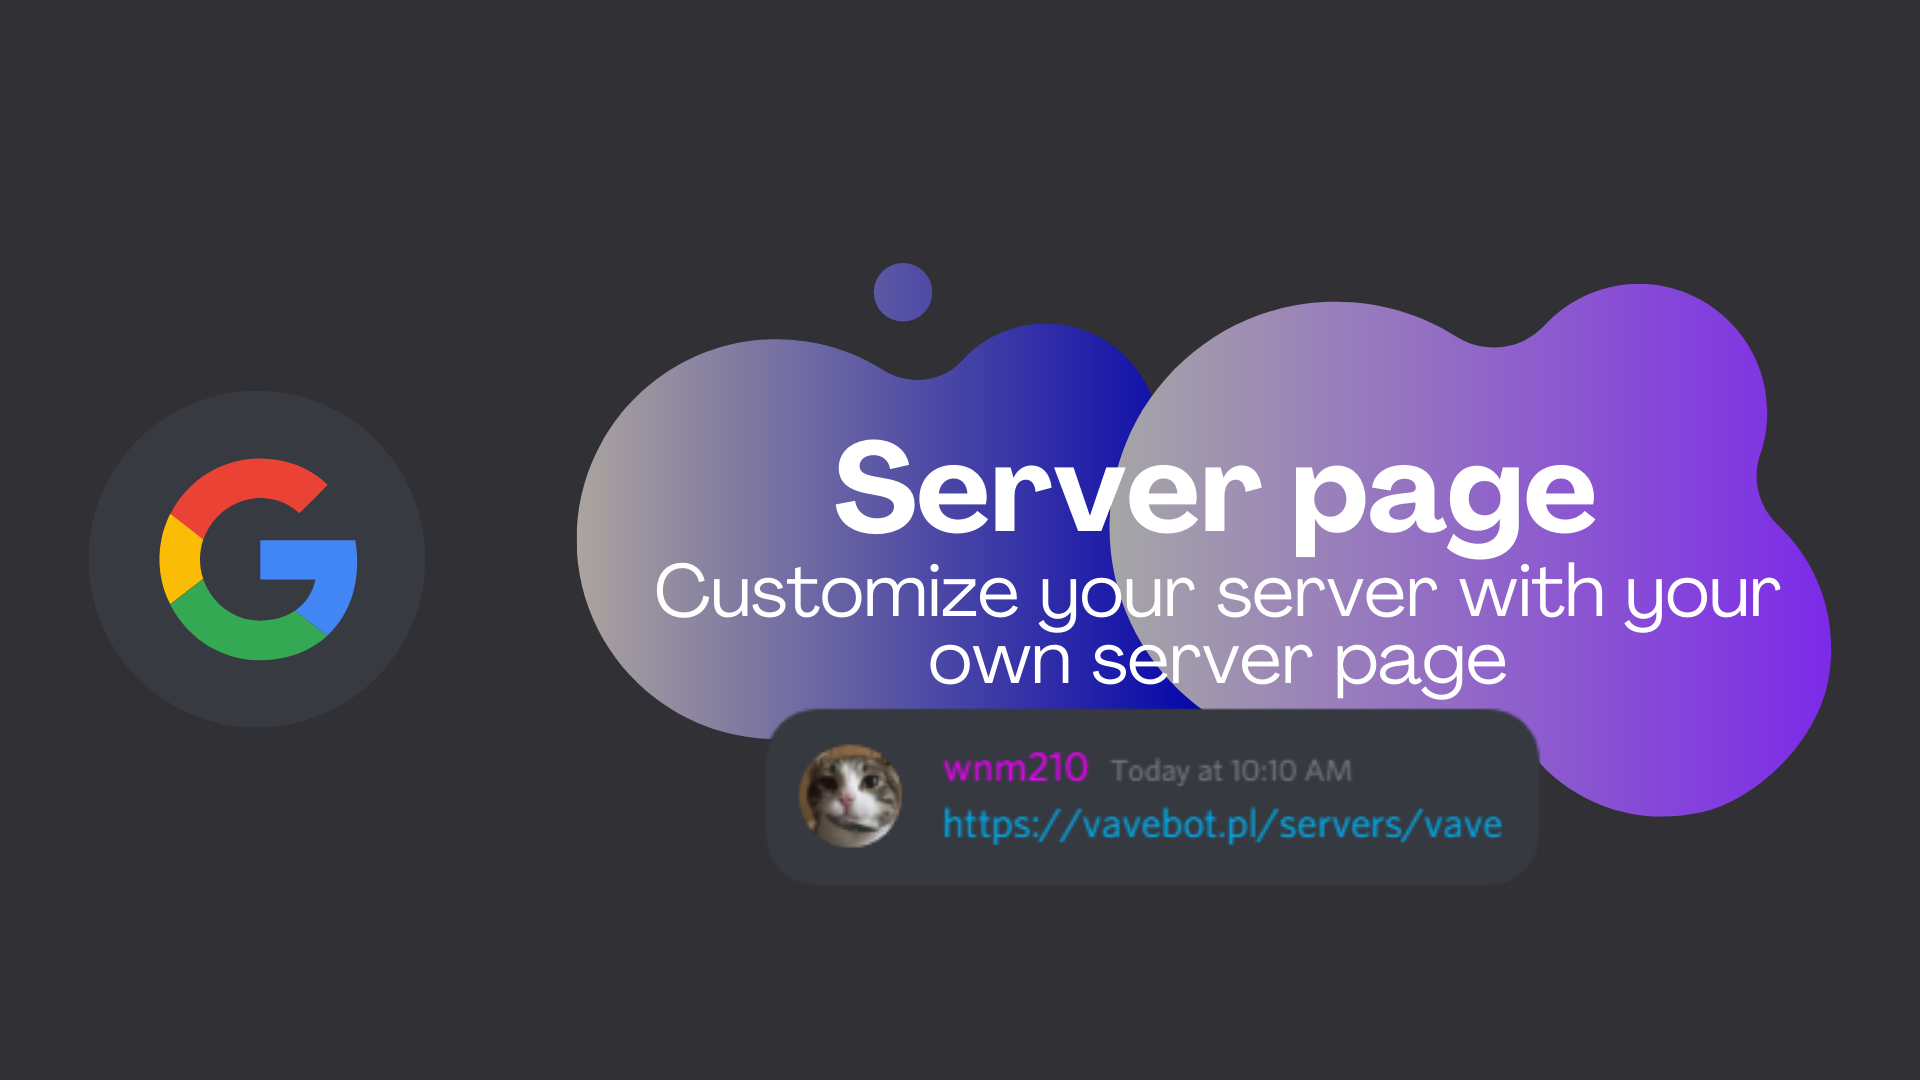 Server page
Customize your server with your
own server page
wnm210 Today at 10:10 AM
https://vavebot.pl/servers/vave